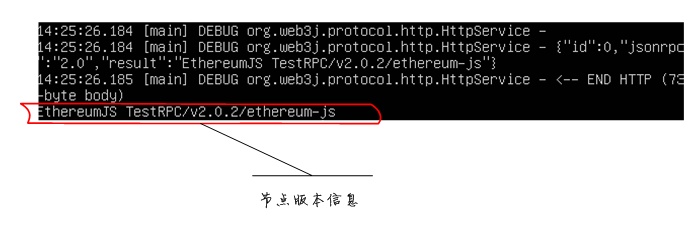 14:25:26.184 [main] DEBUG org.web3j.protocol.http.HttpService -
14:25:26.184 [main] DEBUG org.web3j.protocol.http.HttpService - {"id":0,"jsonrpc
":"2.0","result":"EthereumJS TestRPC/v2.0.2/ethereum-js"}
14:25:26.185 [main] DEBUG org.web3j.protocol.http.HttpService - <-- END HTTP (73
-byte body)
EthereumJS TestRPC/v2.0.2/ethereum-js
节点版本信息